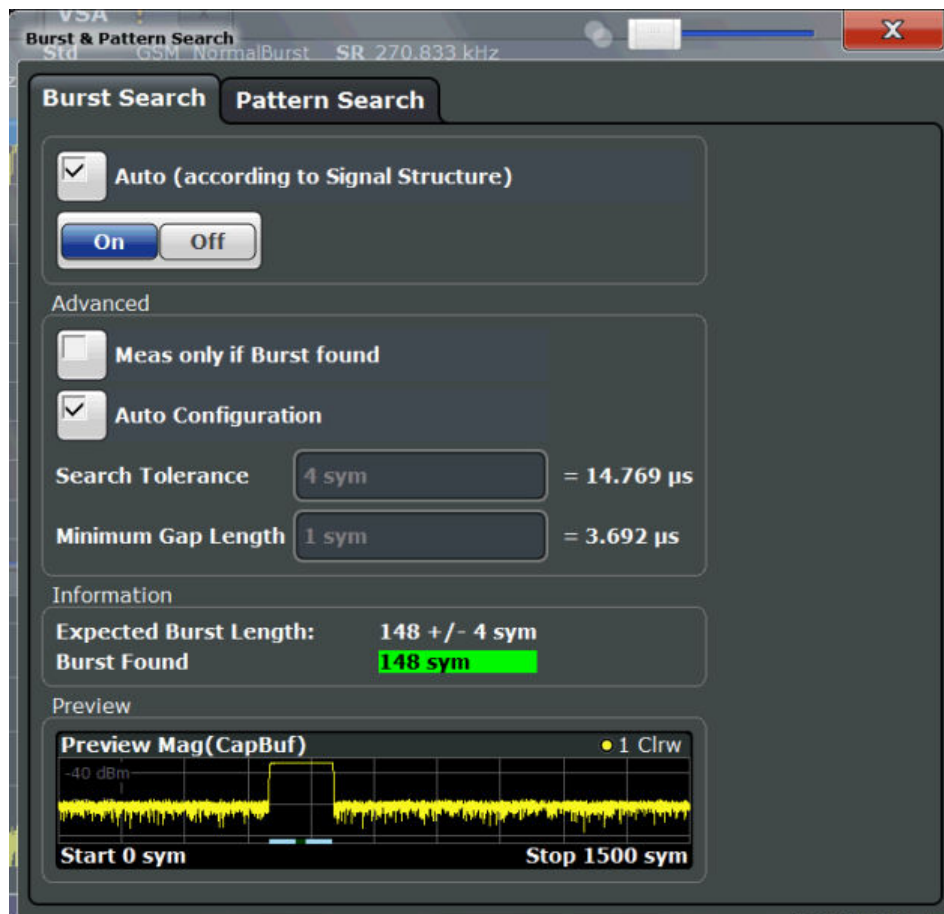 VSA
Burst & Pattern Search
Std GSM_NormalBurst SR 270.833 kHz
Burst Search Pattern Search
Auto (according to Signal Structure)
On Off
Advanced
Meas only if Burst found
Auto Configuration
Search Tolerance 4 sym = 14.769 µs
Minimum Gap Length 1 sym = 3.692 µs
Information
Expected Burst Length: 148 +/- 4 sym
Burst Found 148 sym
Preview
Preview Mag(CapBuf) 1 Clrw
-40 dBm
Start 0 sym Stop 1500 sym